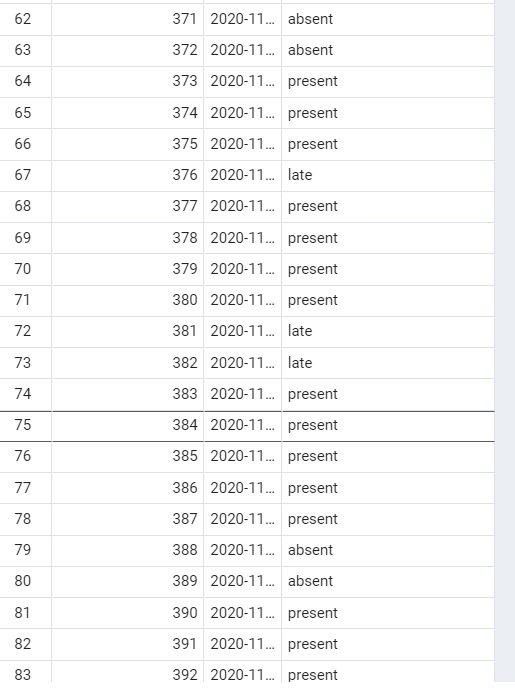 62 371 2020-11... absent
63 372 2020-11... absent
64 373 2020-11... present
65 374 2020-11... present
66 375 2020-11... present
67 376 2020-11... late
68 377 2020-11... present
69 378 2020-11... present
70 379 2020-11... present
71 380 2020-11... present
72 381 2020-11... late
73 382 2020-11... late
74 383 2020-11... present
75 384 2020-11... present
76 385 2020-11... present
77 386 2020-11... present
78 387 2020-11... present
79 388 2020-11... absent
80 389 2020-11... absent
81 390 2020-11... present
82 391 2020-11... present
83 392 2020-11... present